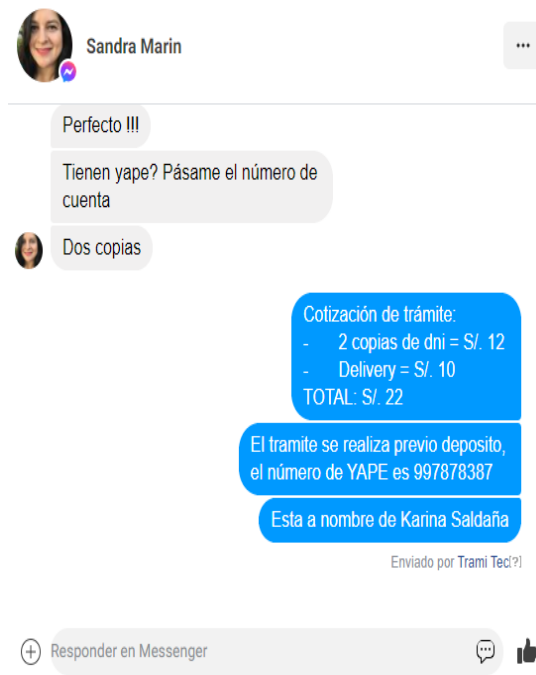 Sandra Marin
Perfecto !!!
Tienen yape? Pásame el número de
cuenta
Dos copias
Cotización de trámite:
- 2 copias de dni = S/. 12
- Delivery = S/. 10
TOTAL: S/. 22
El tramite se realiza previo deposito,
el número de YAPE es 997878387
Esta a nombre de Karina Saldaña
Enviado por Trami Tec[?]
Responder en Messenger